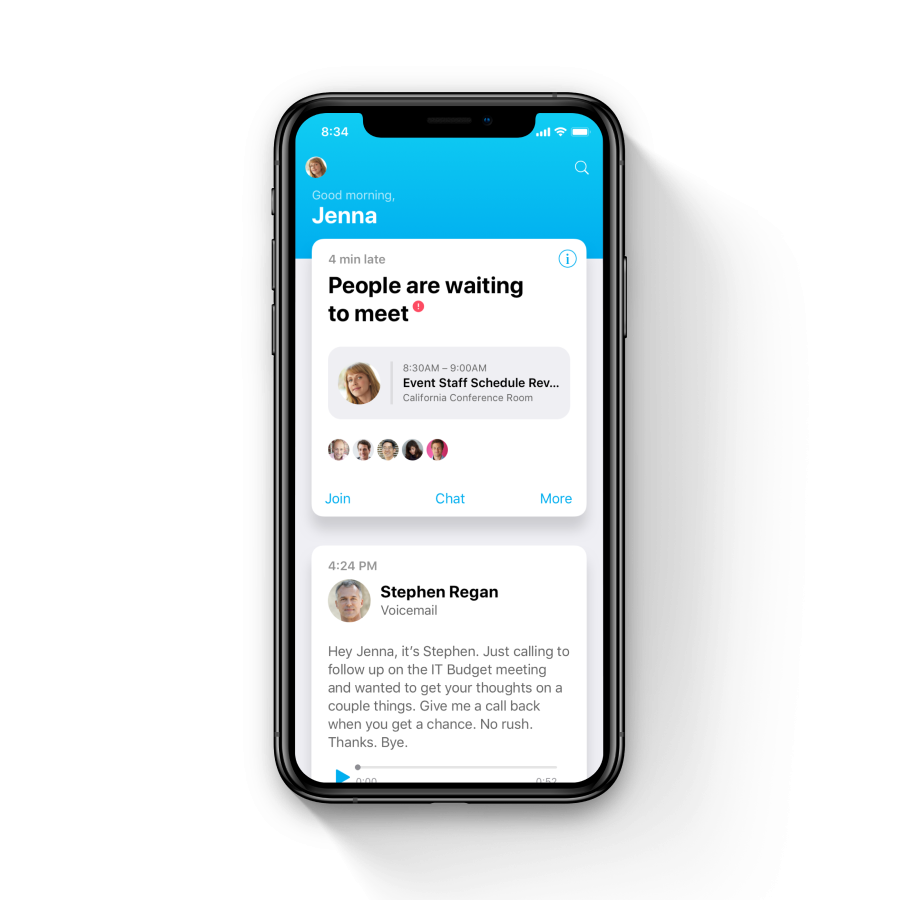 8:34
Good morning,
Jenna
4 min late
People are waiting
to meet
8:30AM – 9:00AM
Event Staff Schedule Rev...
California Conference Room
Join Chat More
4:24 PM
Stephen Regan
Voicemail
Hey Jenna, it’s Stephen. Just calling to
follow up on the IT Budget meeting
and wanted to get your thoughts on a
couple things. Give me a call back
when you get a chance. No rush.
Thanks. Bye.
0:00 0:52